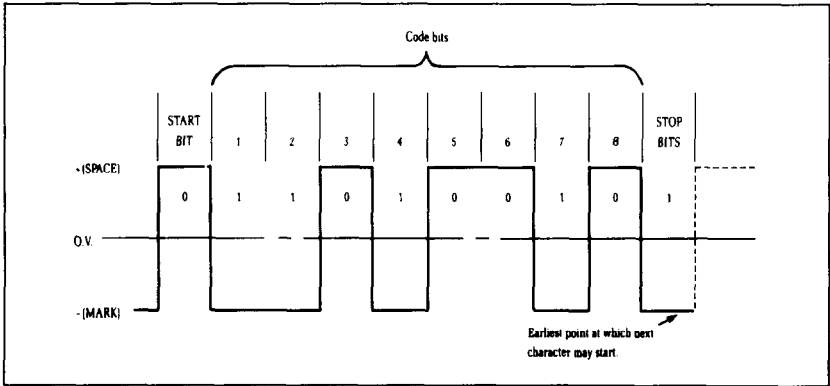 Code bits
START BIT 1 2 3 4 5 6 7 8 STOP BITS
+(SPACE)
0 1 1 0 1 0 0 1 0 1
O.V.
-(MARK)
Earliest point at which next
character may start.